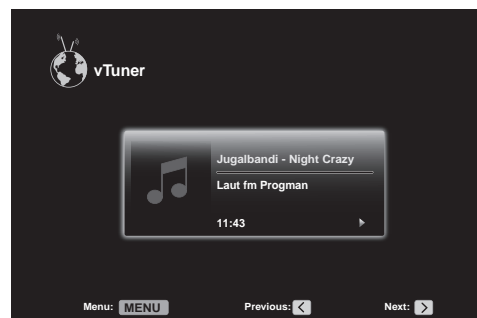 vTuner
Jugalbandi - Night Crazy
Laut fm Progman
11:43
Menu: MENU Previous: Next: